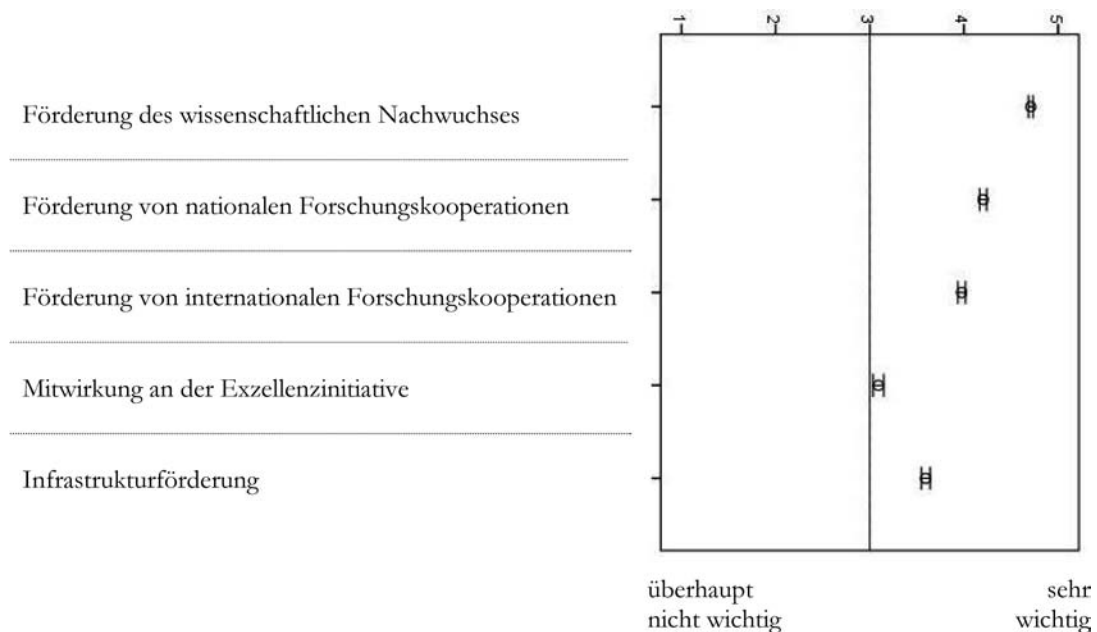 1 2 3 4 5
Förderung des wissenschaftlichen Nachwuchses
Förderung von nationalen Forschungskooperationen
Förderung von internationalen Forschungskooperationen
Mitwirkung an der Exzellenzinitiative
Infrastrukturförderung
überhaupt sehr
nicht wichtig wichtig